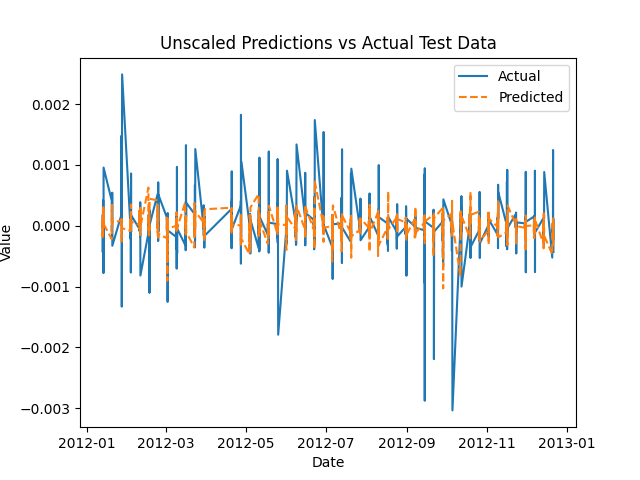 Unscaled Predictions vs Actual Test Data
Actual
Predicted
0.002
0.001
0.000
−0.001
−0.002
−0.003
Value
2012-01 2012-03 2012-05 2012-07 2012-09 2012-11 2013-01
Date